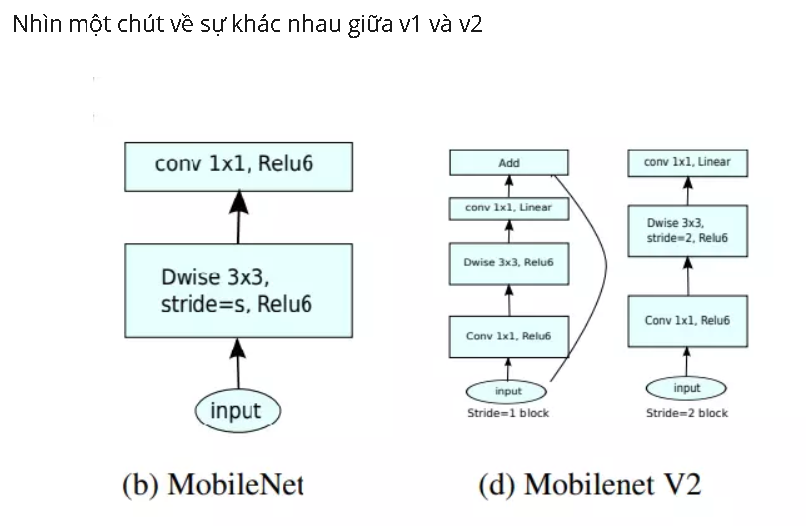 Nhìn một chút về sự khác nhau giữa v1 và v2
conv 1x1, Relu6
Dwise 3x3,
stride=s, Relu6
input
(b) MobileNet
Add
conv 1x1, Linear
Dwise 3x3, Relu6
Conv 1x1, Relu6
input
Stride=1 block
conv 1x1, Linear
Dwise 3x3,
stride=2, Relu6
Conv 1x1, Relu6
input
Stride=2 block
(d) Mobilenet V2